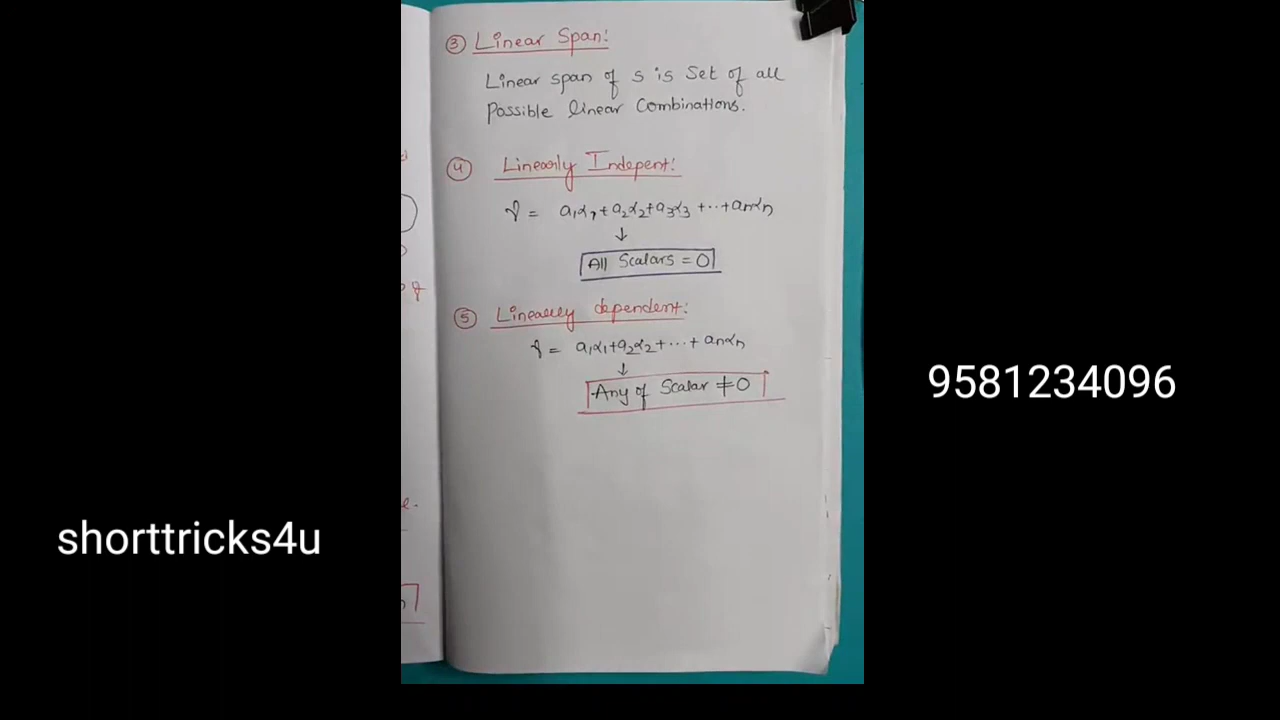 ③ Linear Span:
Linear span of S is Set of all
possible linear Combinations.
④ Linearly Indepent:
γ = a₁α₁+a₂α₂+a₃α₃ +...+anαn
↓
All Scalars = 0
⑤ Linearly dependent:
γ = a₁α₁+a₂α₂+...+ anαn
↓
Any of Scalar ≠ 0
9581234096
shorttricks4u